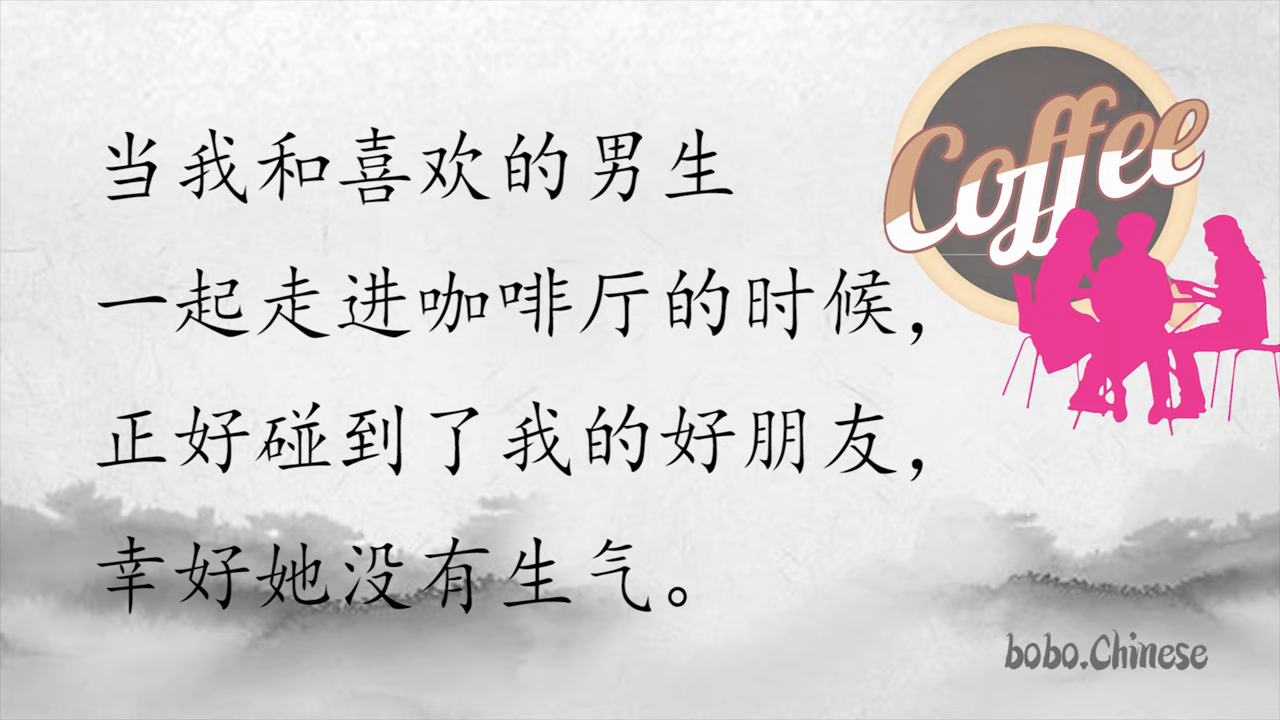 当我和喜欢的男生
一起走进咖啡厅的时候，
正好碰到了我的好朋友，
幸好她没有生气。
Coffee
bobo.Chinese